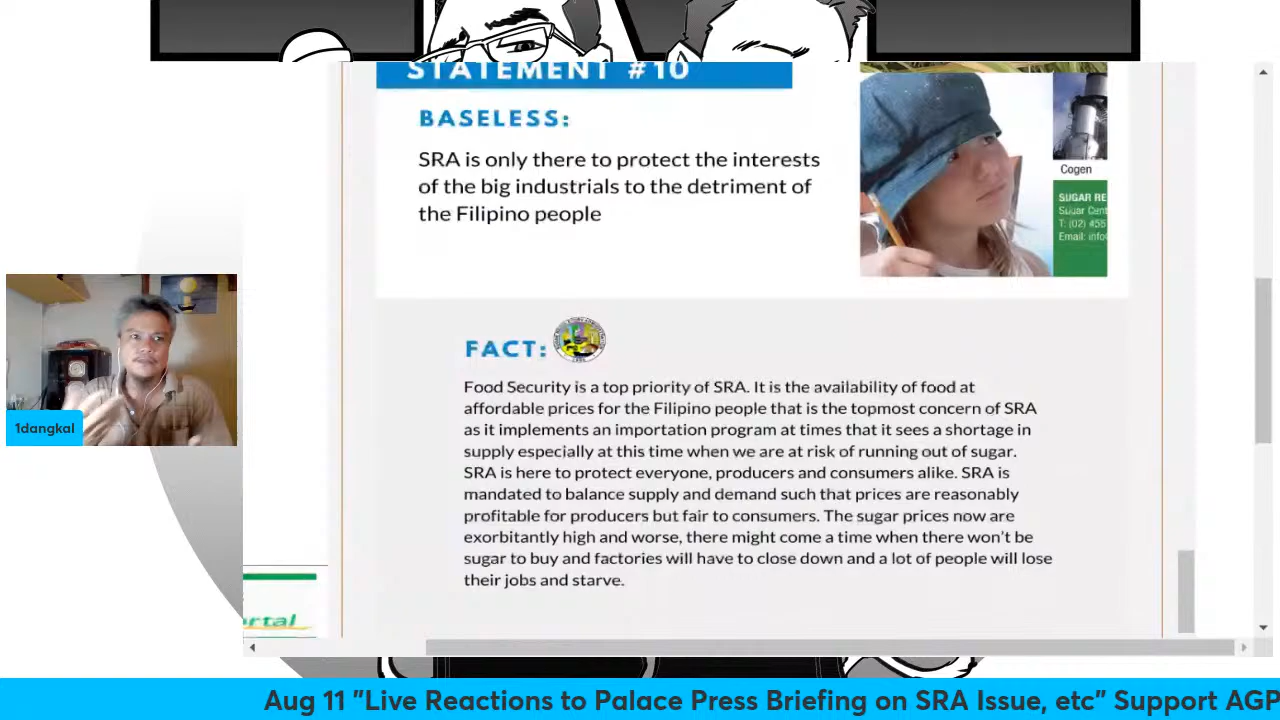 STATEMENT #10
BASELESS:
SRA is only there to protect the interests
of the big industrials to the detriment of
the Filipino people
Cogen
SUGAR RE
Sugar Cent
T: (02) 455
Email: info
FACT:
Food Security is a top priority of SRA. It is the availability of food at
affordable prices for the Filipino people that is the topmost concern of SRA
as it implements an importation program at times that it sees a shortage in
supply especially at this time when we are at risk of running out of sugar.
SRA is here to protect everyone, producers and consumers alike. SRA is
mandated to balance supply and demand such that prices are reasonably
profitable for producers but fair to consumers. The sugar prices now are
exorbitantly high and worse, there might come a time when there won't be
sugar to buy and factories will have to close down and a lot of people will lose
their jobs and starve.
1dangkal
ortal
Aug 11 "Live Reactions to Palace Press Briefing on SRA Issue, etc" Support AGP